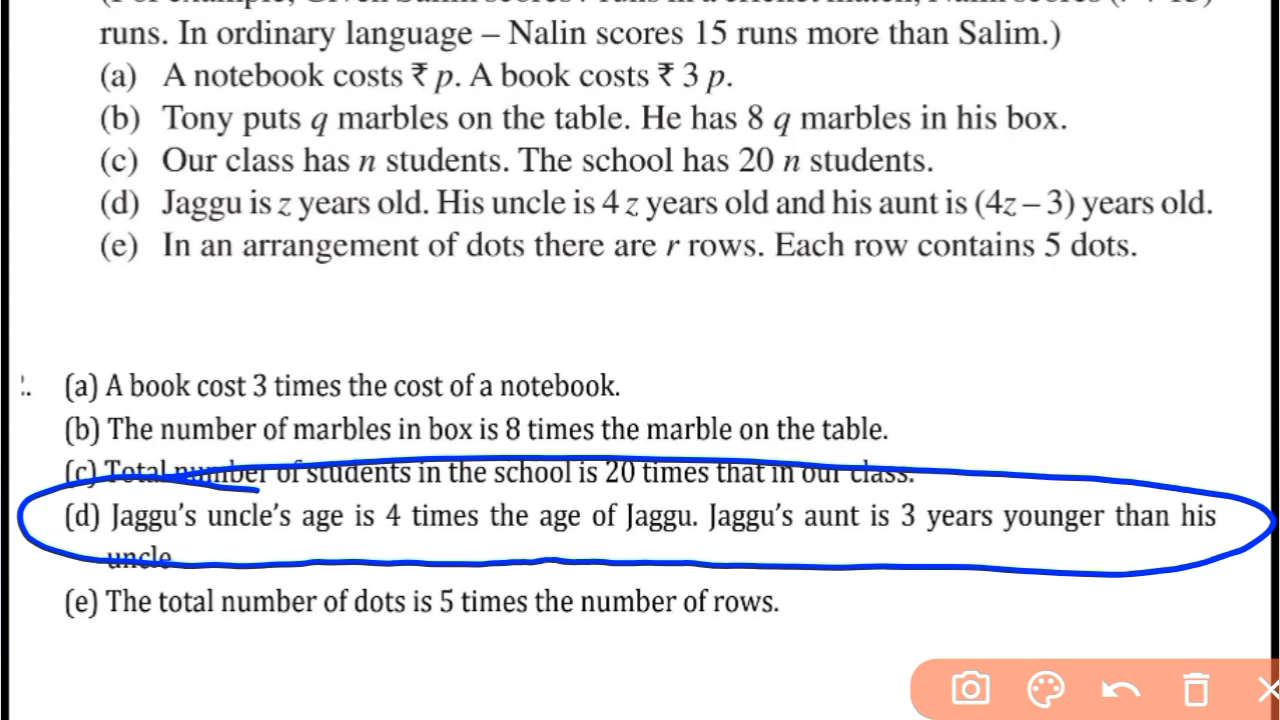 runs. In ordinary language – Nalin scores 15 runs more than Salim.)
(a) A notebook costs ₹ p. A book costs ₹ 3 p.
(b) Tony puts q marbles on the table. He has 8 q marbles in his box.
(c) Our class has n students. The school has 20 n students.
(d) Jaggu is z years old. His uncle is 4 z years old and his aunt is (4z – 3) years old.
(e) In an arrangement of dots there are r rows. Each row contains 5 dots.
(a) A book cost 3 times the cost of a notebook.
(b) The number of marbles in box is 8 times the marble on the table.
(c) Total number of students in the school is 20 times that in our class.
(d) Jaggu's uncle's age is 4 times the age of Jaggu. Jaggu's aunt is 3 years younger than his
uncle
(e) The total number of dots is 5 times the number of rows.